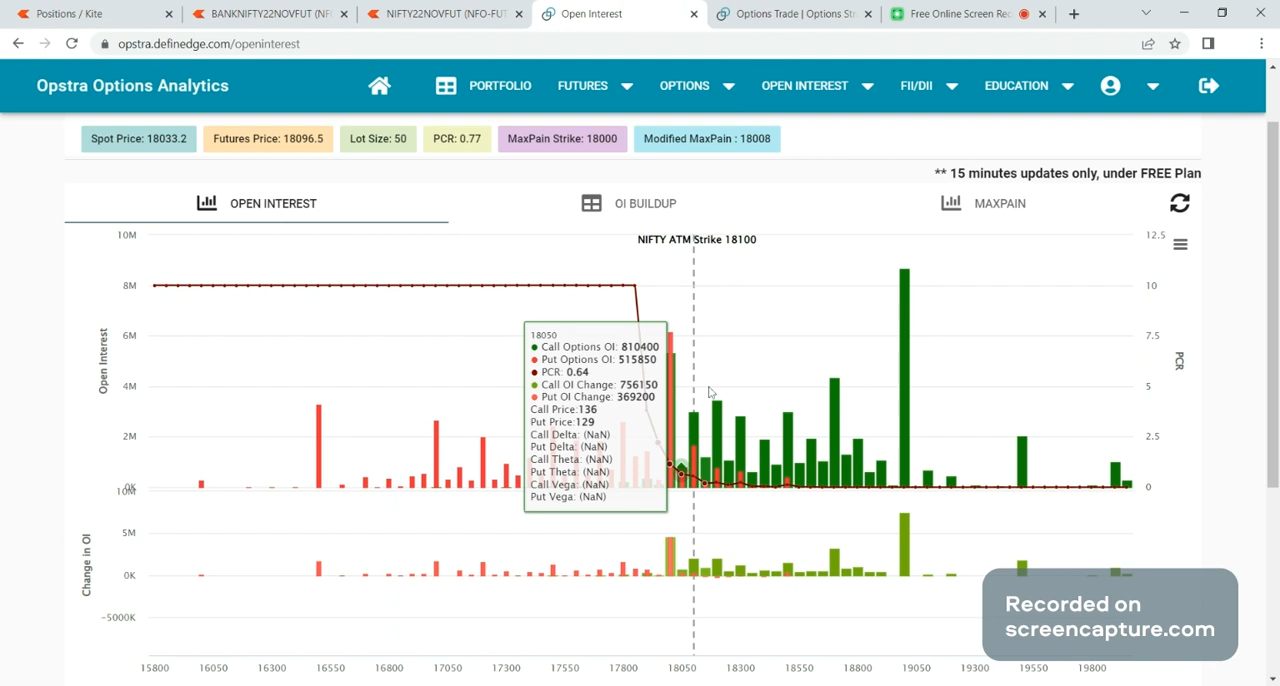 Positions / Kite
BANKNIFTY22NOVFUT (NF
NIFTY22NOVFUT (NFO-FUT
Open Interest
Options Trade | Options Str
Free Online Screen Rec
opstra.definedge.com/openinterest
Opstra Options Analytics
PORTFOLIO
FUTURES
OPTIONS
OPEN INTEREST
FII/DII
EDUCATION
Spot Price: 18033.2
Futures Price: 18096.5
Lot Size: 50
PCR: 0.77
MaxPain Strike: 18000
Modified MaxPain : 18008
** 15 minutes updates only, under FREE Plan
OPEN INTEREST
OI BUILDUP
MAXPAIN
NIFTY ATM Strike 18100
10M
8M
6M
4M
2M
0K
Open Interest
12.5
10
7.5
5
2.5
0
PCR
18050
Call Options OI: 810400
Put Options OI: 515850
PCR: 0.64
Call OI Change: 756150
Put OI Change: 369200
Call Price:136
Put Price:129
Call Delta: (NaN)
Put Delta: (NaN)
Call Theta: (NaN)
Put Theta: (NaN)
Call Vega: (NaN)
Put Vega: (NaN)
10M
5M
0K
−5000K
Change in OI
15800 16050 16300 16550 16800 17050 17300 17550 17800 18050 18300 18550 18800 19050 19300 19550 19800
Recorded on
screencapture.com